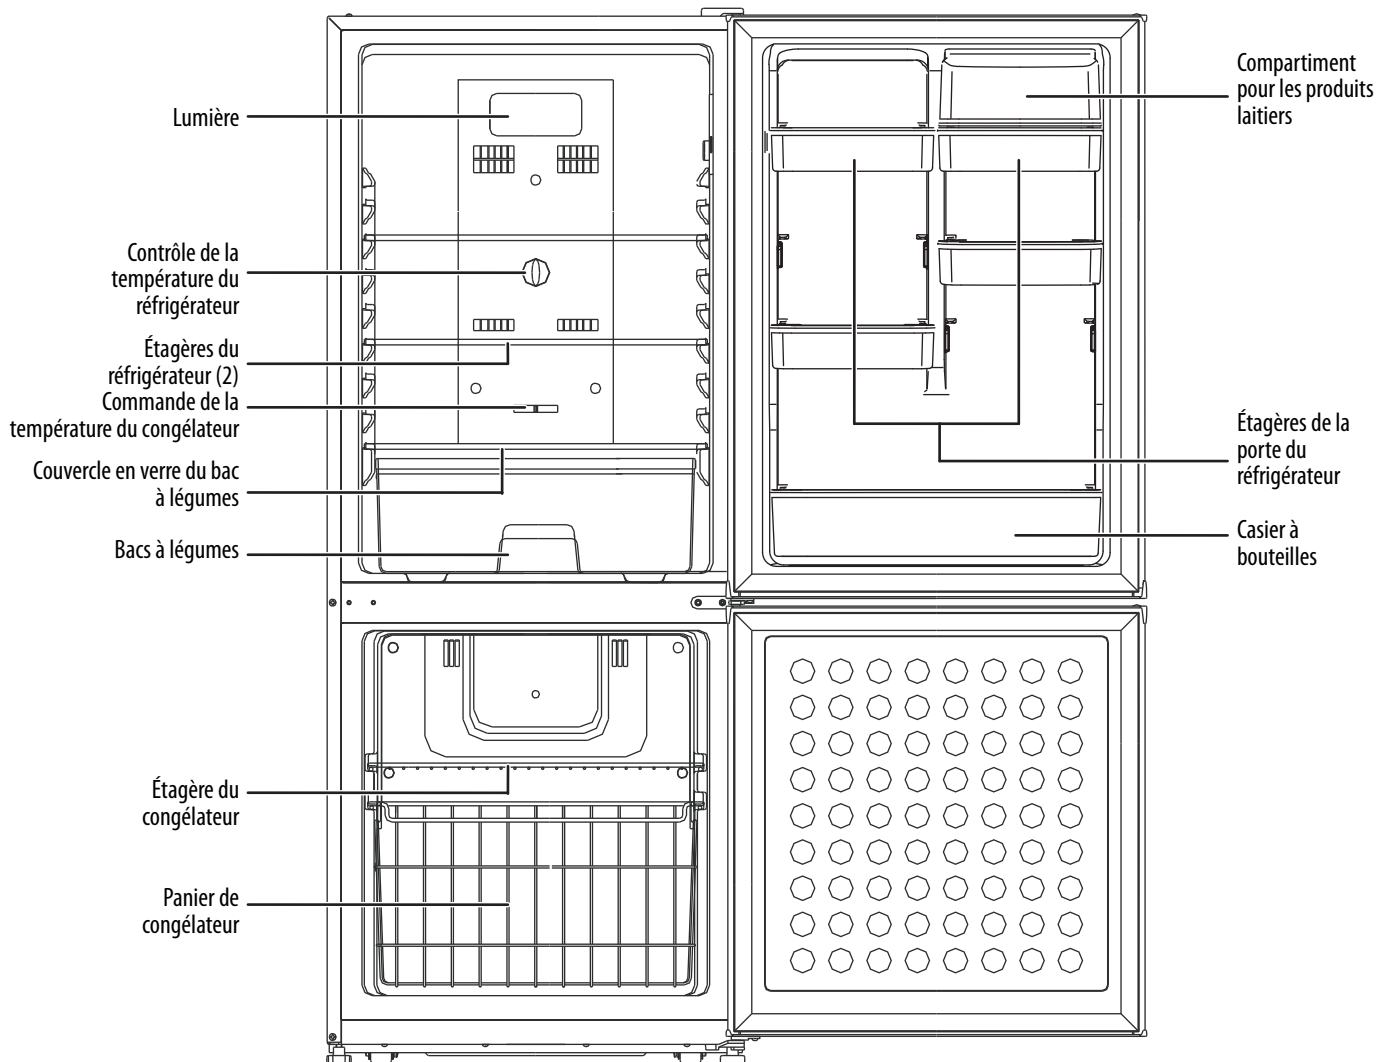 Lumière
Contrôle de la
température du
réfrigérateur
Étagères du
réfrigérateur (2)
Commande de la
température du congélateur
Couvercle en verre du bac
à légumes
Bacs à légumes
Étagère du
congélateur
Panier de
congélateur
Compartiment
pour les produits
laitiers
Étagères de la
porte du
réfrigérateur
Casier à
bouteilles